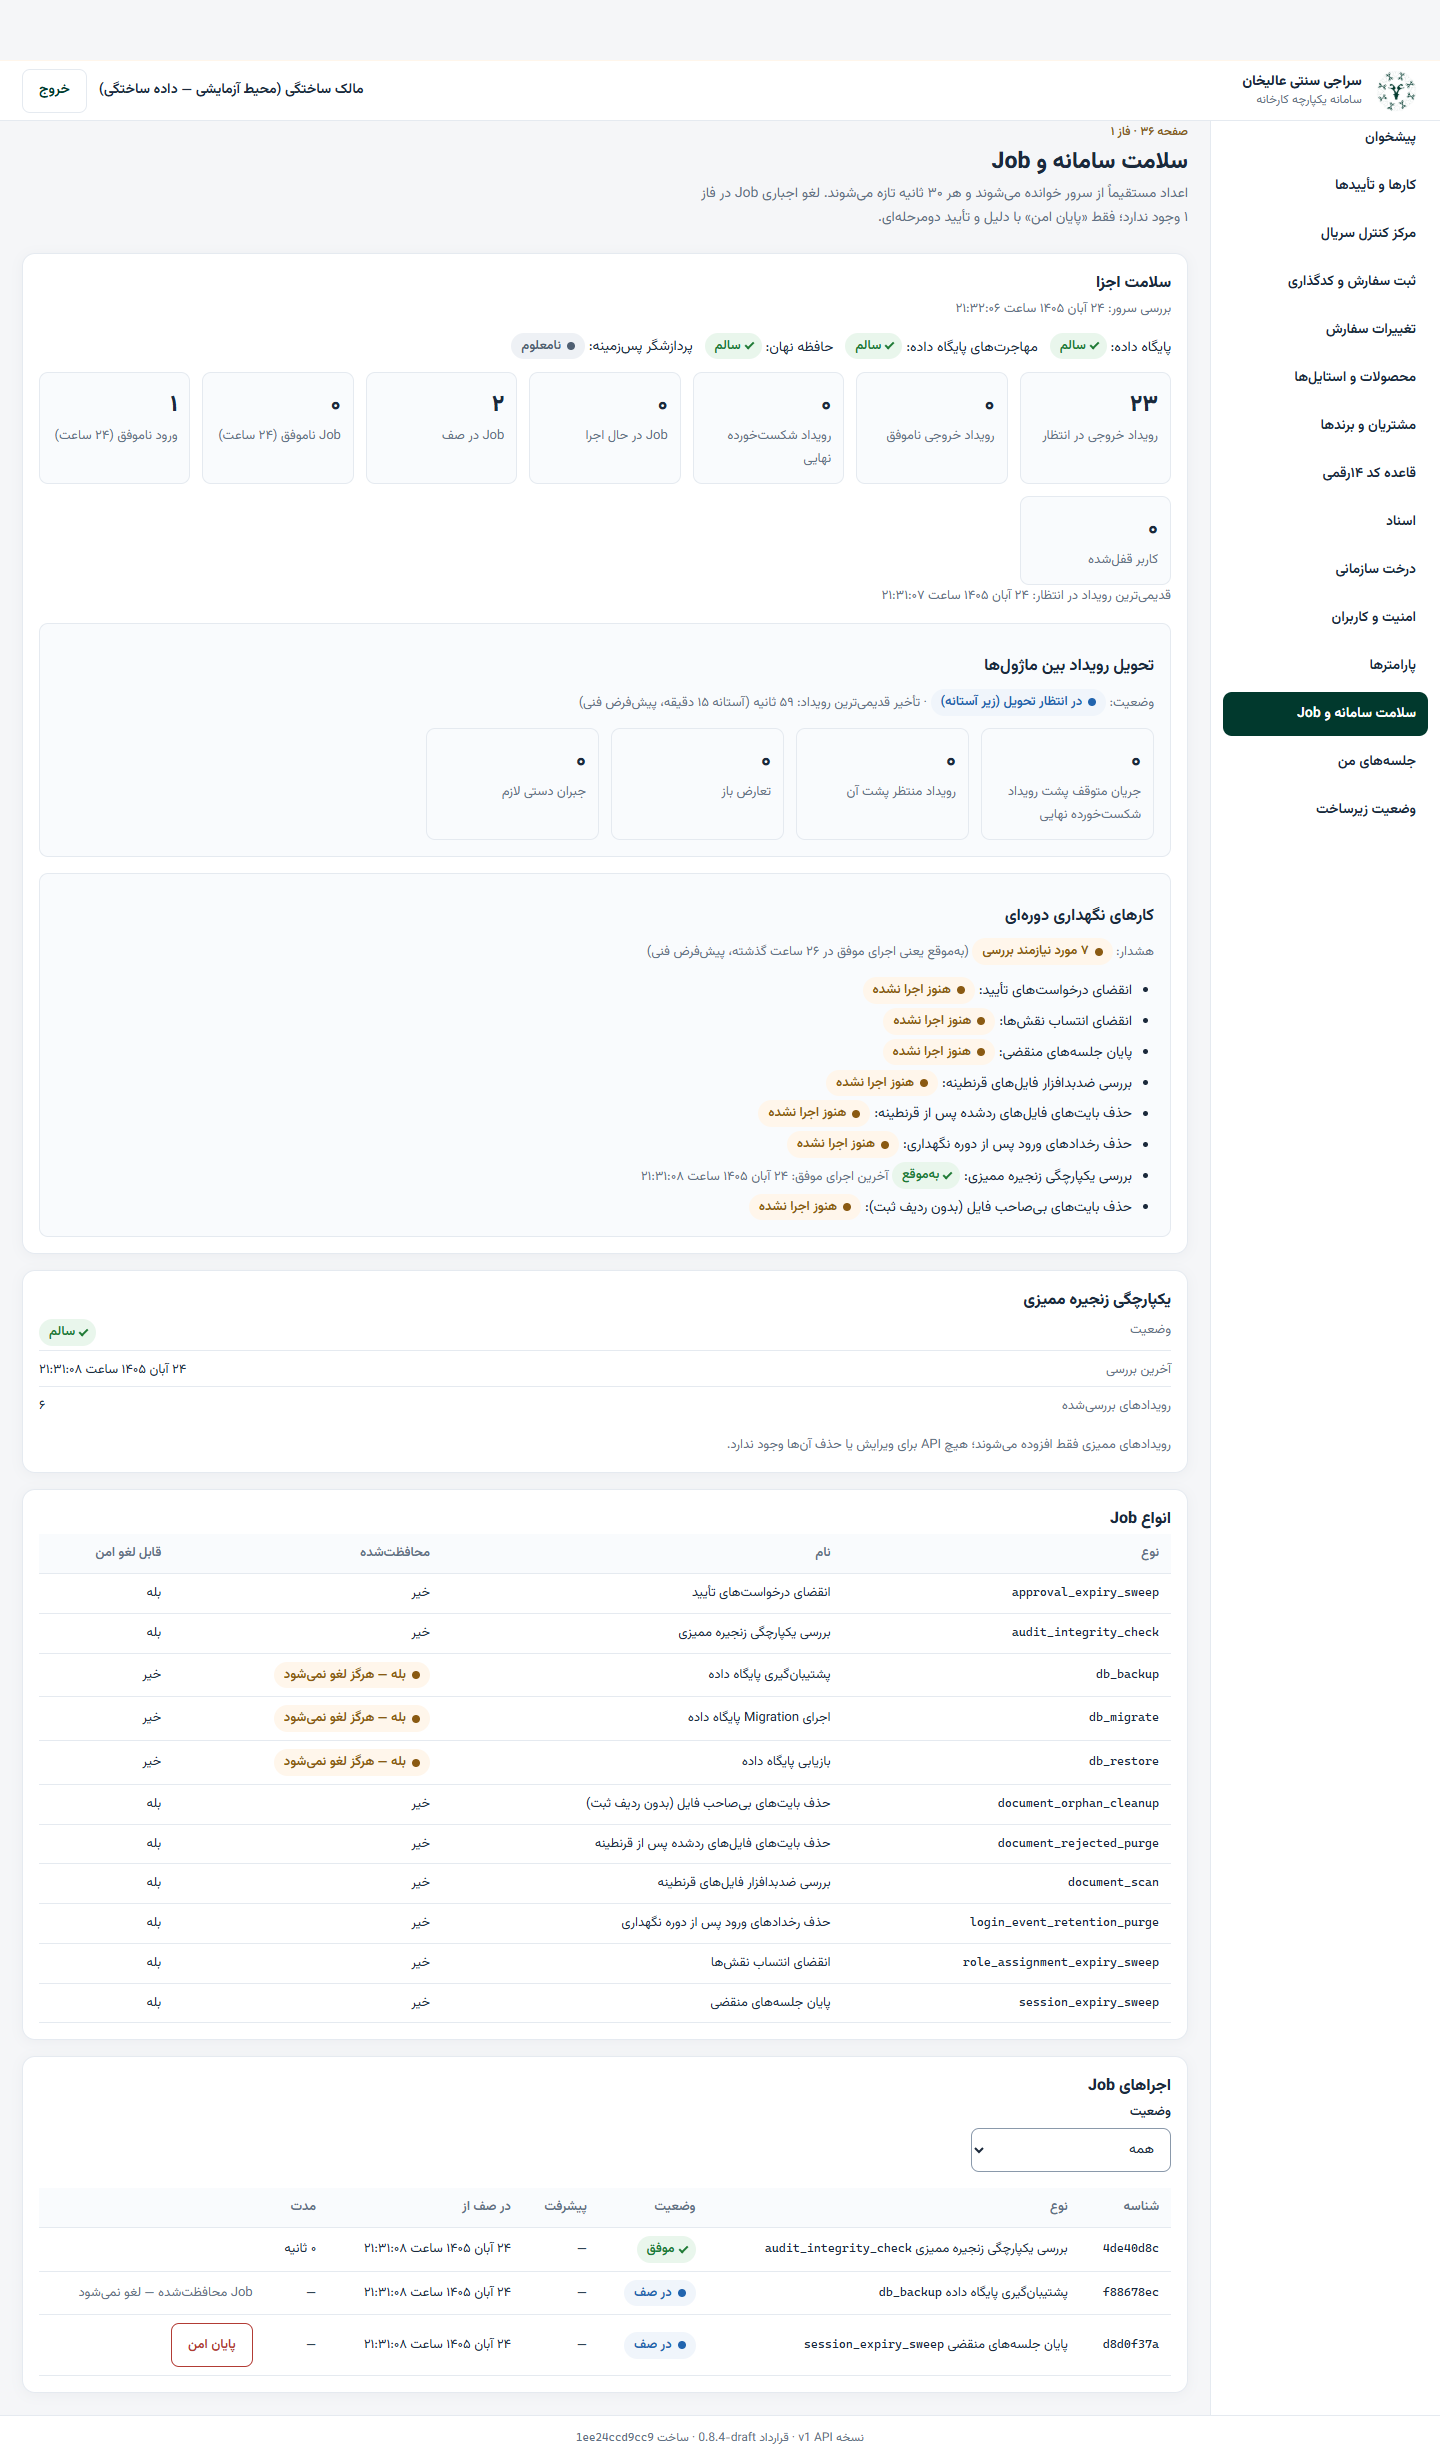 سراجی سنتی عالیخان
سامانه یکپارچه کارخانه
مالک ساختگی (محیط آزمایشی – داده ساختگی)
خروج
پیشخوان
کارها و تأییدها
مرکز کنترل سریال
ثبت سفارش و کدگذاری
تغییرات سفارش
محصولات و استایل‌ها
مشتریان و برندها
قاعده کد ۱۴رقمی
اسناد
درخت سازمانی
امنیت و کاربران
پارامترها
سلامت سامانه و Job
جلسه‌های من
وضعیت زیرساخت
صفحه ۳۶ · فاز ۱
سلامت سامانه و Job
اعداد مستقیماً از سرور خوانده می‌شوند و هر ۳۰ ثانیه تازه می‌شوند. لغو اجباری Job در فاز
۱ وجود ندارد؛ فقط «پایان امن» با دلیل و تأیید دومرحله‌ای.
سلامت اجزا
بررسی سرور: ۲۴ آبان ۱۴۰۵ ساعت ۲۱:۳۲:۰۶
پایگاه داده: سالم مهاجرت‌های پایگاه داده: سالم حافظه نهان: سالم پردازشگر پس‌زمینه: نامعلوم
۲۳
رویداد خروجی در انتظار
۰
رویداد خروجی ناموفق
۰
رویداد شکست‌خورده
نهایی
۰
Job در حال اجرا
۲
Job در صف
۰
Job ناموفق (۲۴ ساعت)
۱
ورود ناموفق (۲۴ ساعت)
۰
کاربر قفل‌شده
قدیمی‌ترین رویداد در انتظار: ۲۴ آبان ۱۴۰۵ ساعت ۲۱:۳۱:۰۷
تحویل رویداد بین ماژول‌ها
وضعیت: در انتظار تحویل (زیر آستانه) · تأخیر قدیمی‌ترین رویداد: ۵۹ ثانیه (آستانه ۱۵ دقیقه، پیش‌فرض فنی)
۰
جریان متوقف پشت رویداد
شکست‌خورده نهایی
۰
رویداد منتظر پشت آن
۰
تعارض باز
۰
جبران دستی لازم
کارهای نگهداری دوره‌ای
هشدار: ۷ مورد نیازمند بررسی (به‌موقع یعنی اجرای موفق در ۲۶ ساعت گذشته، پیش‌فرض فنی)
انقضای درخواست‌های تأیید: هنوز اجرا نشده
انقضای انتساب نقش‌ها: هنوز اجرا نشده
پایان جلسه‌های منقضی: هنوز اجرا نشده
بررسی ضدبدافزار فایل‌های قرنطینه: هنوز اجرا نشده
حذف بایت‌های فایل‌های ردشده پس از قرنطینه: هنوز اجرا نشده
حذف رخدادهای ورود پس از دوره نگهداری: هنوز اجرا نشده
بررسی یکپارچگی زنجیره ممیزی: به‌موقع آخرین اجرای موفق: ۲۴ آبان ۱۴۰۵ ساعت ۲۱:۳۱:۰۸
حذف بایت‌های بی‌صاحب فایل (بدون ردیف ثبت): هنوز اجرا نشده
یکپارچگی زنجیره ممیزی
وضعیت سالم
آخرین بررسی ۲۴ آبان ۱۴۰۵ ساعت ۲۱:۳۱:۰۸
رویدادهای بررسی‌شده ۶
رویدادهای ممیزی فقط افزوده می‌شوند؛ هیچ API برای ویرایش یا حذف آن‌ها وجود ندارد.
انواع Job
نوع نام محافظت‌شده قابل لغو امن
approval_expiry_sweep انقضای درخواست‌های تأیید خیر بله
audit_integrity_check بررسی یکپارچگی زنجیره ممیزی خیر بله
db_backup پشتیبان‌گیری پایگاه داده بله – هرگز لغو نمی‌شود خیر
db_migrate اجرای Migration پایگاه داده بله – هرگز لغو نمی‌شود خیر
db_restore بازیابی پایگاه داده بله – هرگز لغو نمی‌شود خیر
document_orphan_cleanup حذف بایت‌های بی‌صاحب فایل (بدون ردیف ثبت) خیر بله
document_rejected_purge حذف بایت‌های فایل‌های ردشده پس از قرنطینه خیر بله
document_scan بررسی ضدبدافزار فایل‌های قرنطینه خیر بله
login_event_retention_purge حذف رخدادهای ورود پس از دوره نگهداری خیر بله
role_assignment_expiry_sweep انقضای انتساب نقش‌ها خیر بله
session_expiry_sweep پایان جلسه‌های منقضی خیر بله
اجراهای Job
وضعیت
همه
شناسه نوع وضعیت پیشرفت در صف از مدت
4de40d8c بررسی یکپارچگی زنجیره ممیزی audit_integrity_check موفق – ۲۴ آبان ۱۴۰۵ ساعت ۲۱:۳۱:۰۸ ۰ ثانیه
f88678ec پشتیبان‌گیری پایگاه داده db_backup در صف – ۲۴ آبان ۱۴۰۵ ساعت ۲۱:۳۱:۰۸ – Job محافظت‌شده – لغو نمی‌شود
d8d0f37a پایان جلسه‌های منقضی session_expiry_sweep در صف – ۲۴ آبان ۱۴۰۵ ساعت ۲۱:۳۱:۰۸ – پایان امن
نسخه v1 API · قرارداد 0.8.4-draft · ساخت 1ee24ccd9cc9